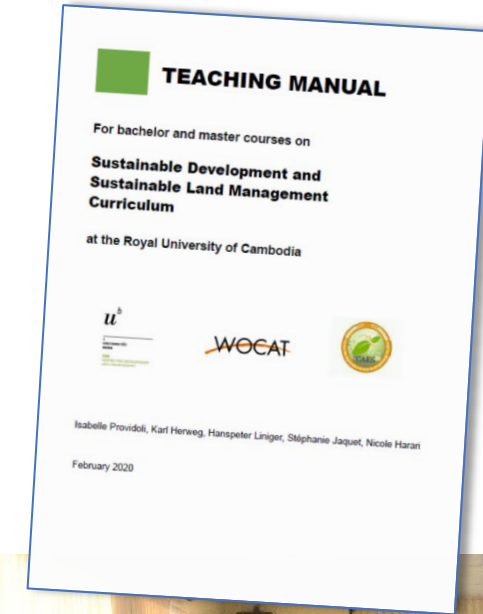 TEACHING MANUAL
For bachelor and master courses on
Sustainable Development and
Sustainable Land Management
Curriculum
at the Royal University of Cambodia
u
b
WOCAT
Isabelle Providoli, Karl Herweg, Hanspeter Liniger, Stéphanie Jaquet, Nicole Harari
February 2020